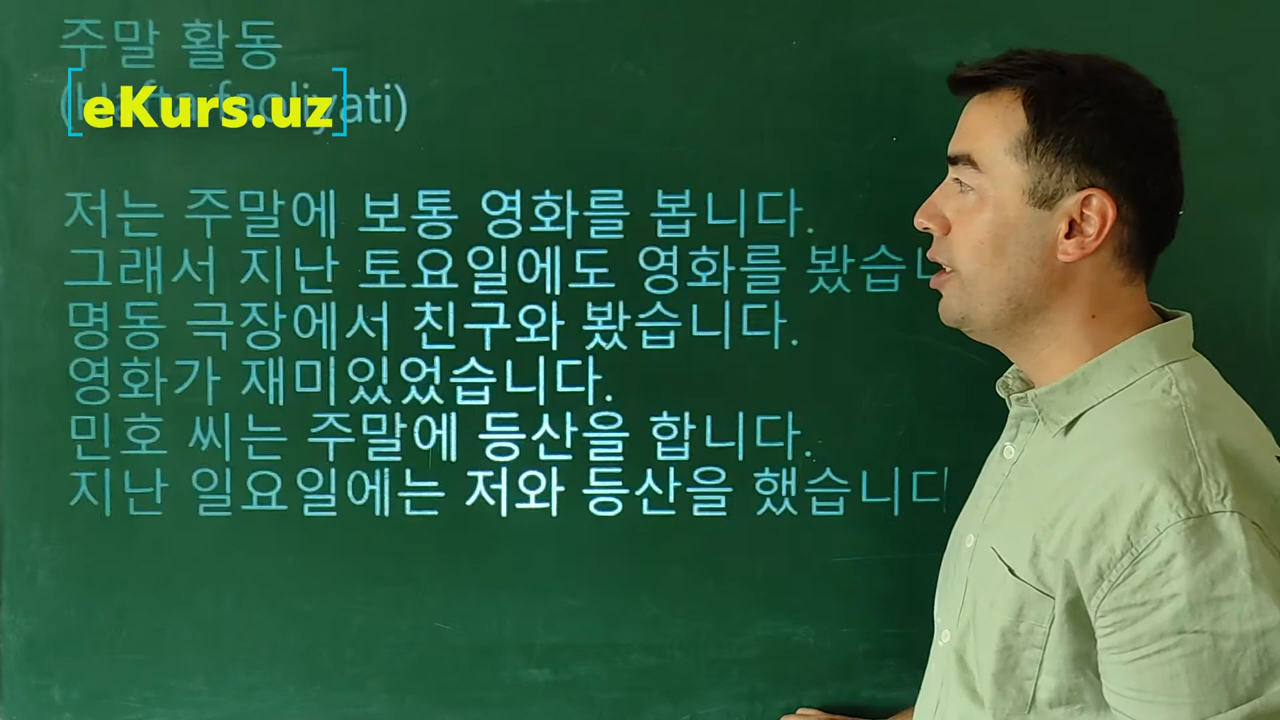 주말 활동
eKurs.uz
저는 주말에 보통 영화를 봅니다.
그래서 지난 토요일에도 영화를
명동 극장에서 친구와 봤습니다.
영화가 재미있었습니다.
민호 씨는 주말에 등산을 합니다.
지난 일요일에는 저와 등산을 했습니다